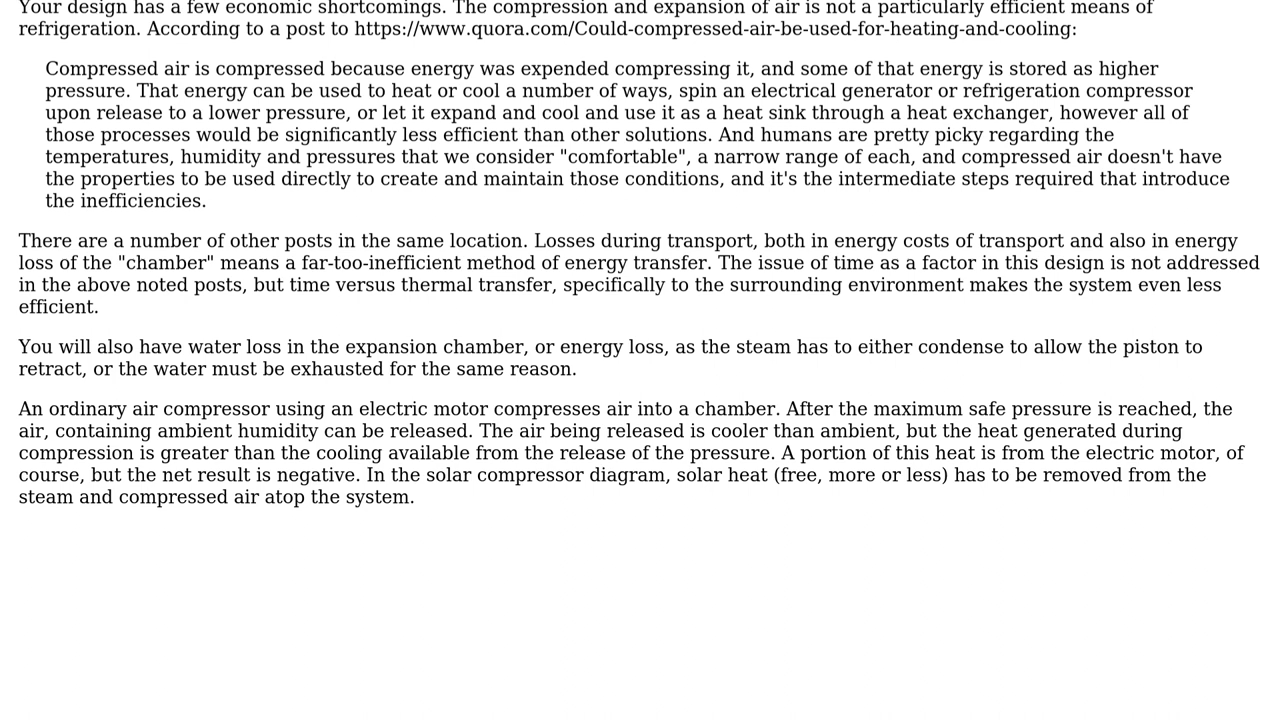 Your design has a few economic shortcomings. The compression and expansion of air is not a particularly efficient means of
refrigeration. According to a post to https://www.quora.com/Could-compressed-air-be-used-for-heating-and-cooling:
Compressed air is compressed because energy was expended compressing it, and some of that energy is stored as higher
pressure. That energy can be used to heat or cool a number of ways, spin an electrical generator or refrigeration compressor
upon release to a lower pressure, or let it expand and cool and use it as a heat sink through a heat exchanger, however all of
those processes would be significantly less efficient than other solutions. And humans are pretty picky regarding the
temperatures, humidity and pressures that we consider "comfortable", a narrow range of each, and compressed air doesn't have
the properties to be used directly to create and maintain those conditions, and it's the intermediate steps required that introduce
the inefficiencies.
There are a number of other posts in the same location. Losses during transport, both in energy costs of transport and also in energy
loss of the "chamber" means a far-too-inefficient method of energy transfer. The issue of time as a factor in this design is not addressed
in the above noted posts, but time versus thermal transfer, specifically to the surrounding environment makes the system even less
efficient.
You will also have water loss in the expansion chamber, or energy loss, as the steam has to either condense to allow the piston to
retract, or the water must be exhausted for the same reason.
An ordinary air compressor using an electric motor compresses air into a chamber. After the maximum safe pressure is reached, the
air, containing ambient humidity can be released. The air being released is cooler than ambient, but the heat generated during
compression is greater than the cooling available from the release of the pressure. A portion of this heat is from the electric motor, of
course, but the net result is negative. In the solar compressor diagram, solar heat (free, more or less) has to be removed from the
steam and compressed air atop the system.